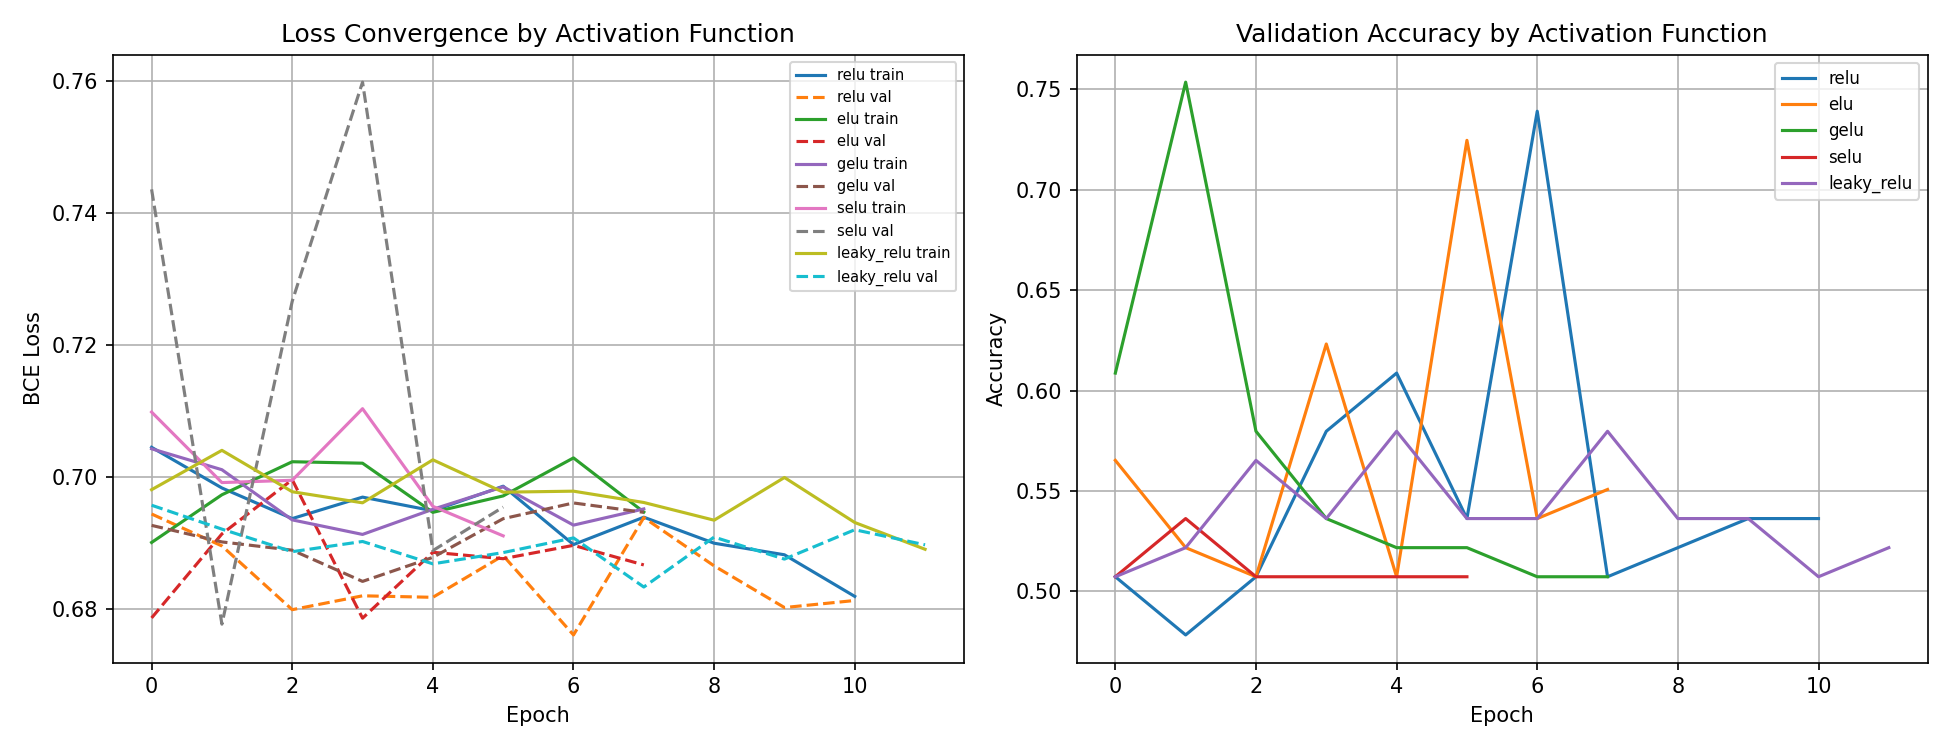 Loss Convergence by Activation Function
0.76
0.74
0.72
0.70
0.68
BCE Loss
0 2 4 6 8 10
Epoch
relu train
relu val
elu train
elu val
gelu train
gelu val
selu train
selu val
leaky_relu train
leaky_relu val
Validation Accuracy by Activation Function
0.75
0.70
0.65
0.60
0.55
0.50
Accuracy
0 2 4 6 8 10
Epoch
relu
elu
gelu
selu
leaky_relu